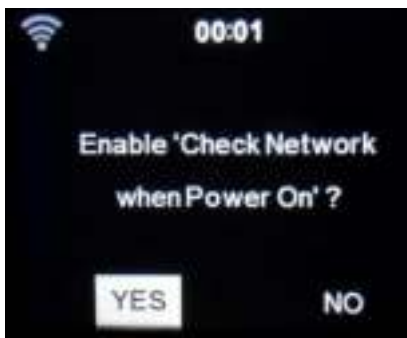 00:01
Enable 'Check Network
when Power On' ?
YES
NO